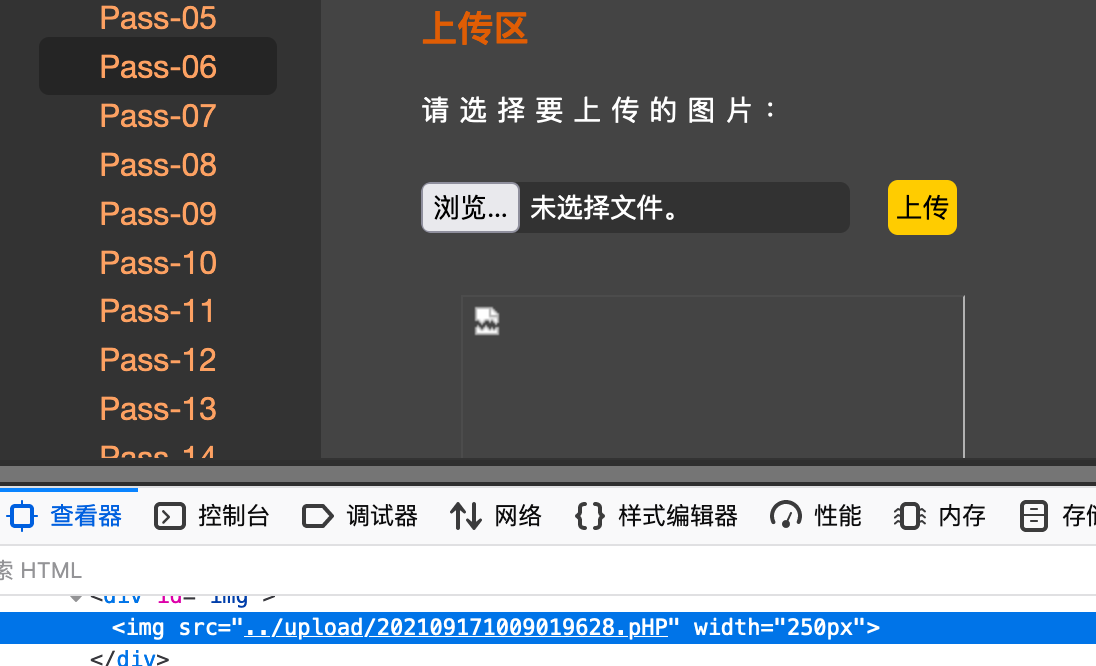 Pass-05
Pass-06
Pass-07
Pass-08
Pass-09
Pass-10
Pass-11
Pass-12
Pass-13
Pass-14
上传区
请选择要上传的图片：
浏览... 未选择文件。 上传
查看器 控制台 调试器 网络 {} 样式编辑器 性能 内存 存储
索 HTML
<div id="img">
<img src="../upload/202109171009019628.pHP" width="250px">
</div>